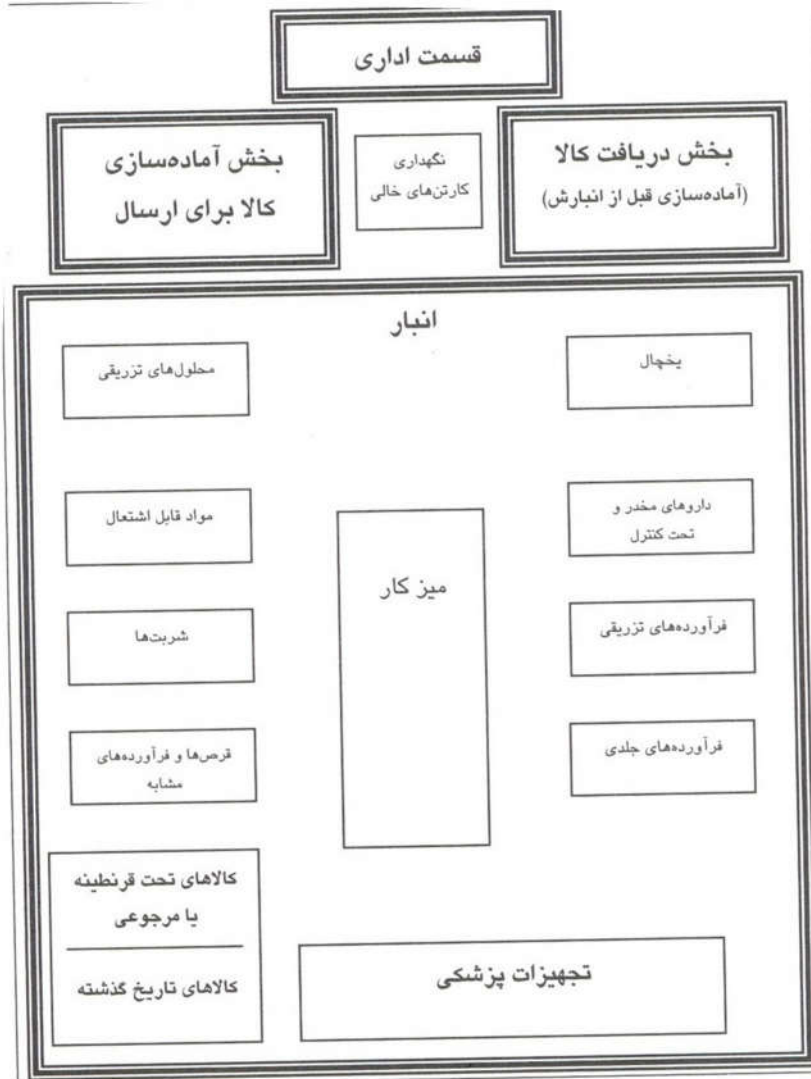 قسمت اداری
بخش دریافت کالا
(آماده‌سازی قبل از انبارش)
نگهداری
کارتن‌های خالی
بخش آماده‌سازی
کالا برای ارسال
انبار
یخچال
محلول‌های تزریقی
داروهای مخدر و
تحت کنترل
مواد قابل اشتعال
میز کار
فرآورده‌های تزریقی
شربت‌ها
فرآورده‌های جلدی
قرص‌ها و فرآورده‌های
مشابه
کالاهای تحت قرنطینه
یا مرجوعی
کالاهای تاریخ گذشته
تجهیزات پزشکی